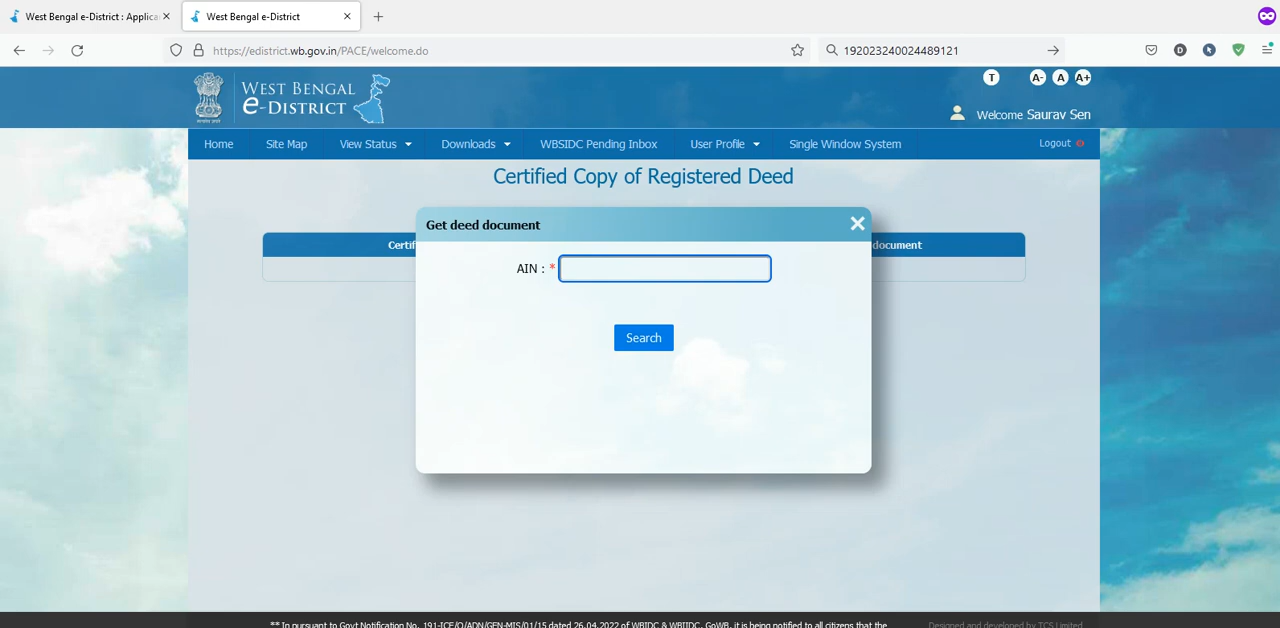 West Bengal e-District : Applica
West Bengal e-District
https://edistrict.wb.gov.in/PACE/welcome.do
192023240024489121
WEST BENGAL
e-DISTRICT
T A- A A+
Welcome Saurav Sen
Home Site Map View Status Downloads WBSIDC Pending Inbox User Profile Single Window System Logout
Certified Copy of Registered Deed
Get deed document
Certif
document
AIN : *
Search
** In pursuant to Govt Notification No. 191-ICE/O/ADN/GEN-MIS/01/15 dated 26.04.2022 of WBIDC & WBIIDC, GoWB, it is being notified to all citizens that the
Designed and developed by TCS Limited